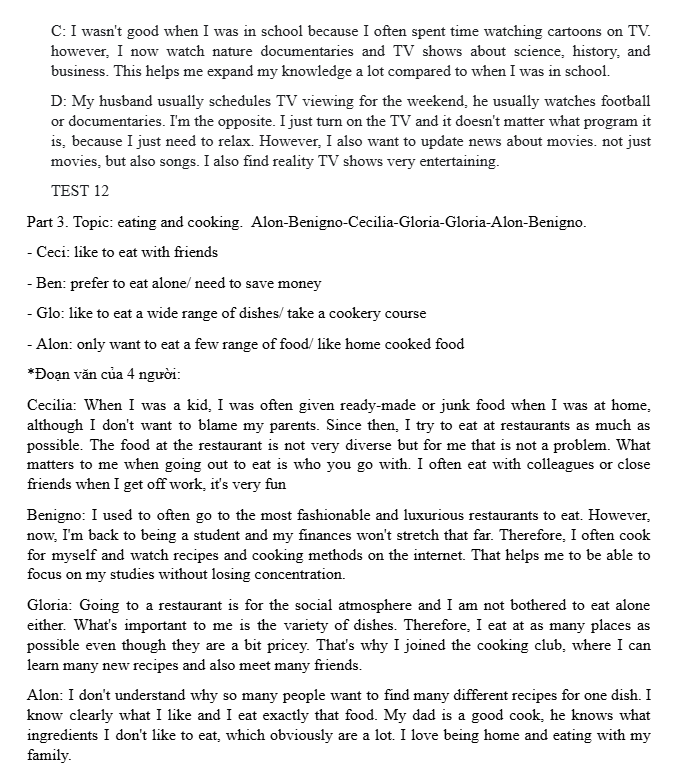 C: I wasn't good when I was in school because I often spent time watching cartoons on TV.
however, I now watch nature documentaries and TV shows about science, history, and
business. This helps me expand my knowledge a lot compared to when I was in school.
D: My husband usually schedules TV viewing for the weekend, he usually watches football
or documentaries. I'm the opposite. I just turn on the TV and it doesn't matter what program it
is, because I just need to relax. However, I also want to update news about movies. not just
movies, but also songs. I also find reality TV shows very entertaining.
TEST 12
Part 3. Topic: eating and cooking. Alon-Benigno-Cecilia-Gloria-Gloria-Alon-Benigno.
- Ceci: like to eat with friends
- Ben: prefer to eat alone/ need to save money
- Glo: like to eat a wide range of dishes/ take a cookery course
- Alon: only want to eat a few range of food/ like home cooked food
*Đoạn văn của 4 người:
Cecilia: When I was a kid, I was often given ready-made or junk food when I was at home,
although I don't want to blame my parents. Since then, I try to eat at restaurants as much as
possible. The food at the restaurant is not very diverse but for me that is not a problem. What
matters to me when going out to eat is who you go with. I often eat with colleagues or close
friends when I get off work, it's very fun
Benigno: I used to often go to the most fashionable and luxurious restaurants to eat. However,
now, I'm back to being a student and my finances won't stretch that far. Therefore, I often cook
for myself and watch recipes and cooking methods on the internet. That helps me to be able to
focus on my studies without losing concentration.
Gloria: Going to a restaurant is for the social atmosphere and I am not bothered to eat alone
either. What's important to me is the variety of dishes. Therefore, I eat at as many places as
possible even though they are a bit pricey. That's why I joined the cooking club, where I can
learn many new recipes and also meet many friends.
Alon: I don't understand why so many people want to find many different recipes for one dish. I
know clearly what I like and I eat exactly that food. My dad is a good cook, he knows what
ingredients I don't like to eat, which obviously are a lot. I love being home and eating with my
family.